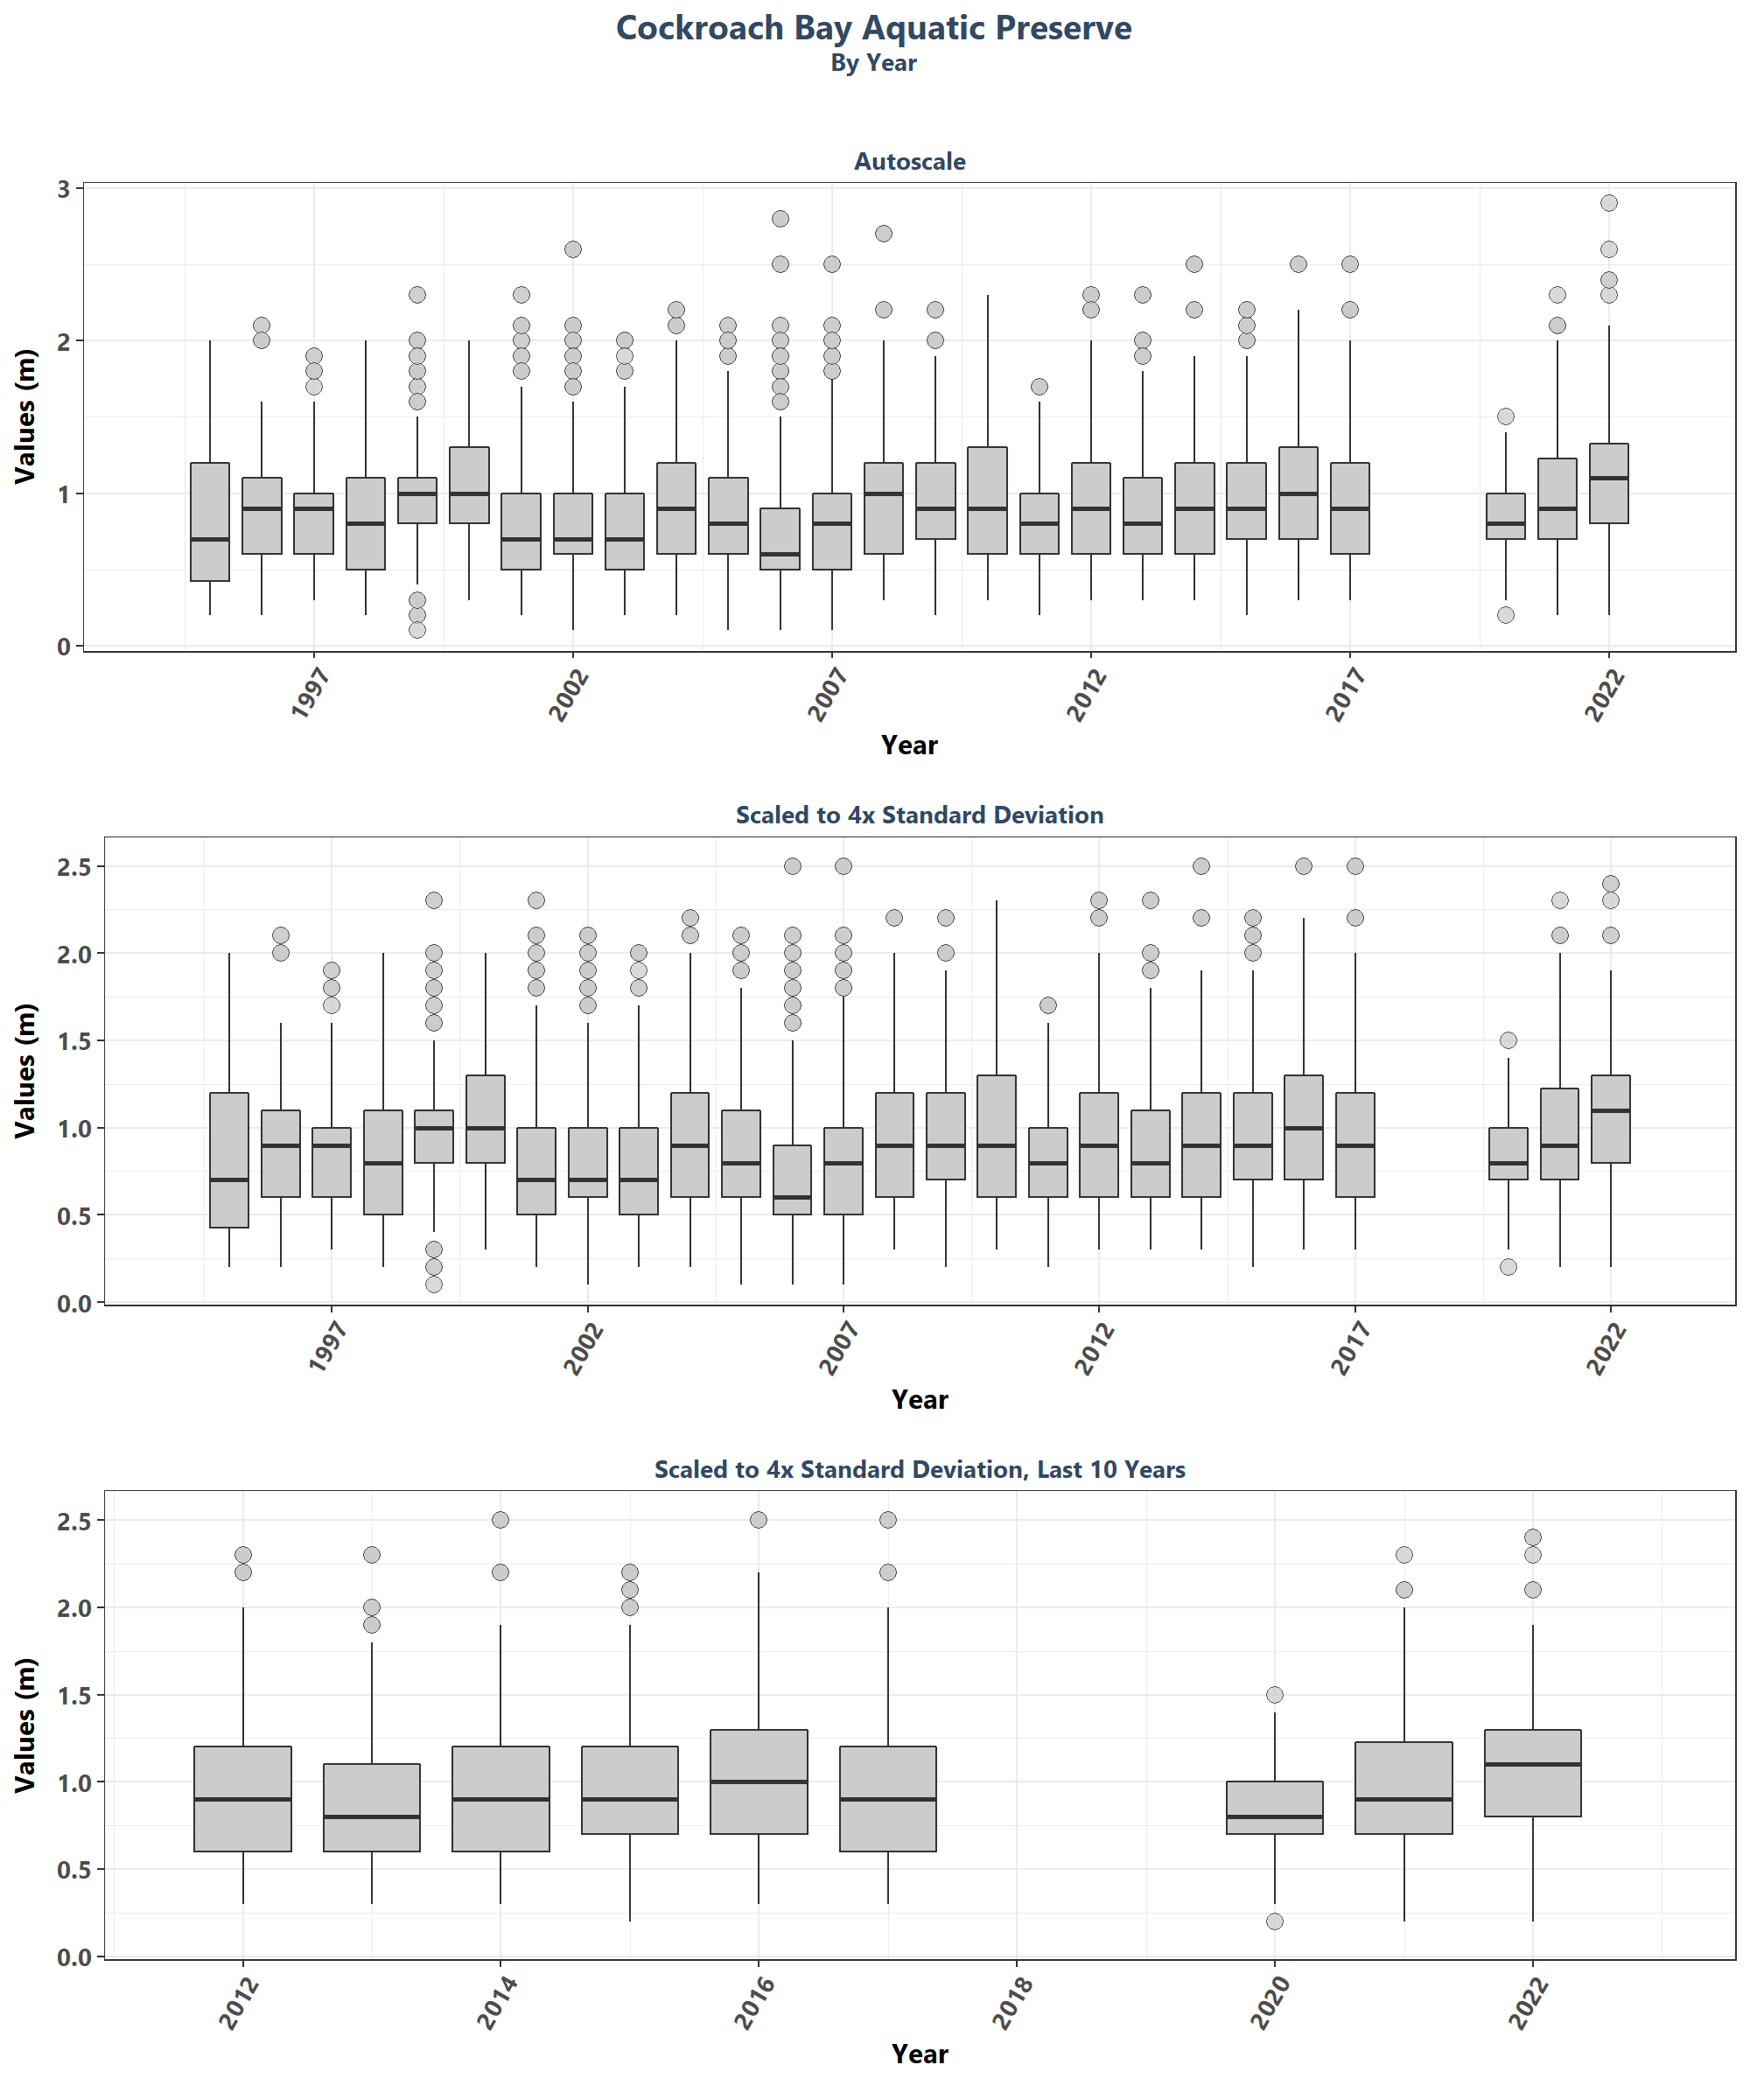 Cockroach Bay Aquatic Preserve
By Year
Autoscale
Values (m)
3
2
1
0
1997 2002 2007 2012 2017 2022
Year
Scaled to 4x Standard Deviation
Values (m)
2.5
2.0
1.5
1.0
0.5
0.0
1997 2002 2007 2012 2017 2022
Year
Scaled to 4x Standard Deviation, Last 10 Years
Values (m)
2.5
2.0
1.5
1.0
0.5
0.0
2012 2014 2016 2018 2020 2022
Year